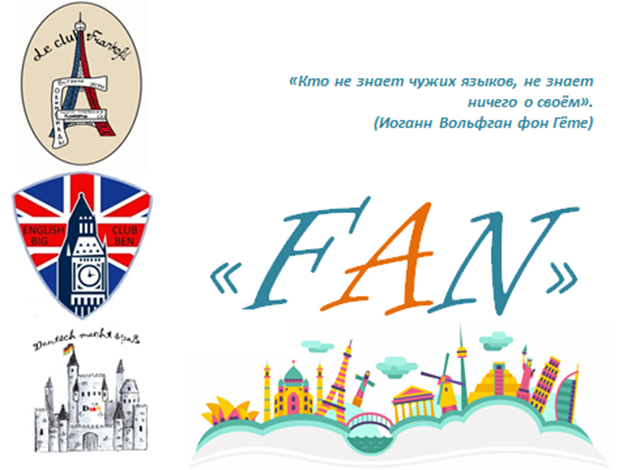 Le club Francofil
«Кто не знает чужих языков, не знает
ничего о своём».
(Иоганн Вольфган фон Гёте)
ENGLISH CLUB
BIG BEN
«FAN»
Deutsch macht Spaß